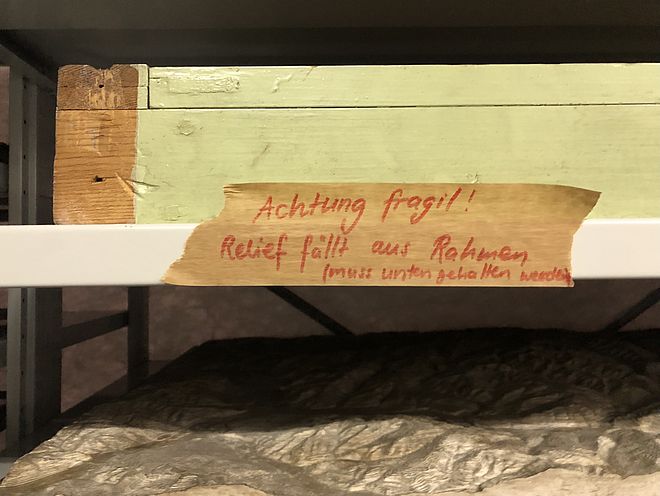 Achtung fragil!
Relief fällt aus Rahmen
(muss unten gehalten werden)